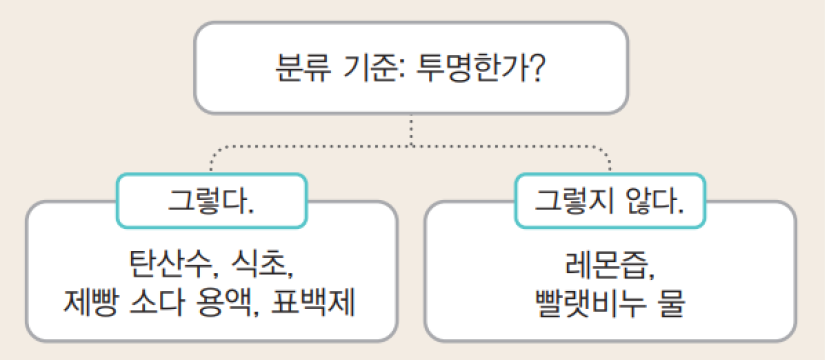 분류 기준: 투명한가?
그렇다.
탄산수, 식초,
제빵 소다 용액, 표백제
그렇지 않다.
레몬즙,
빨랫비누 물